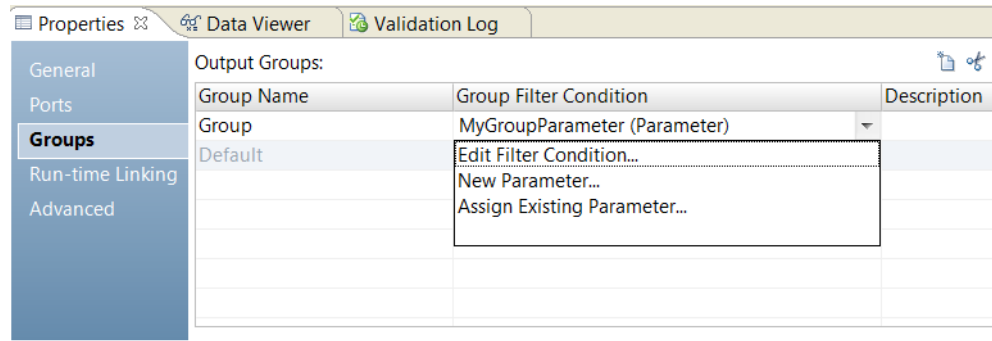 Properties Data Viewer Validation Log
General
Ports
Groups
Run-time Linking
Advanced
Output Groups:
Group Name Group Filter Condition Description
Group MyGroupParameter (Parameter)
Default
Edit Filter Condition...
New Parameter...
Assign Existing Parameter...